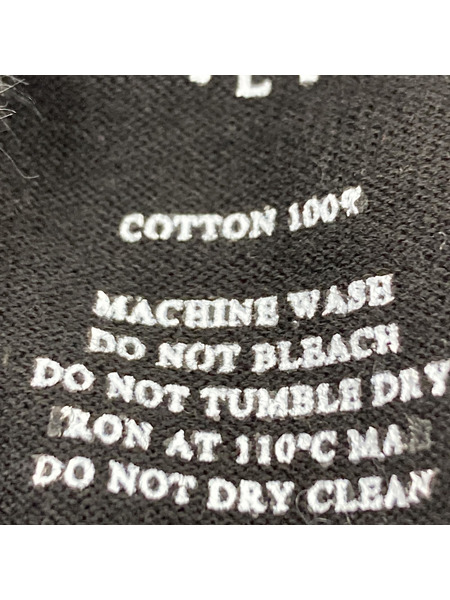 L
COTTON 100%
MACHINE WASH
DO NOT BLEACH
DO NOT TUMBLE DRY
IRON AT 110°C MAX
DO NOT DRY CLEAN